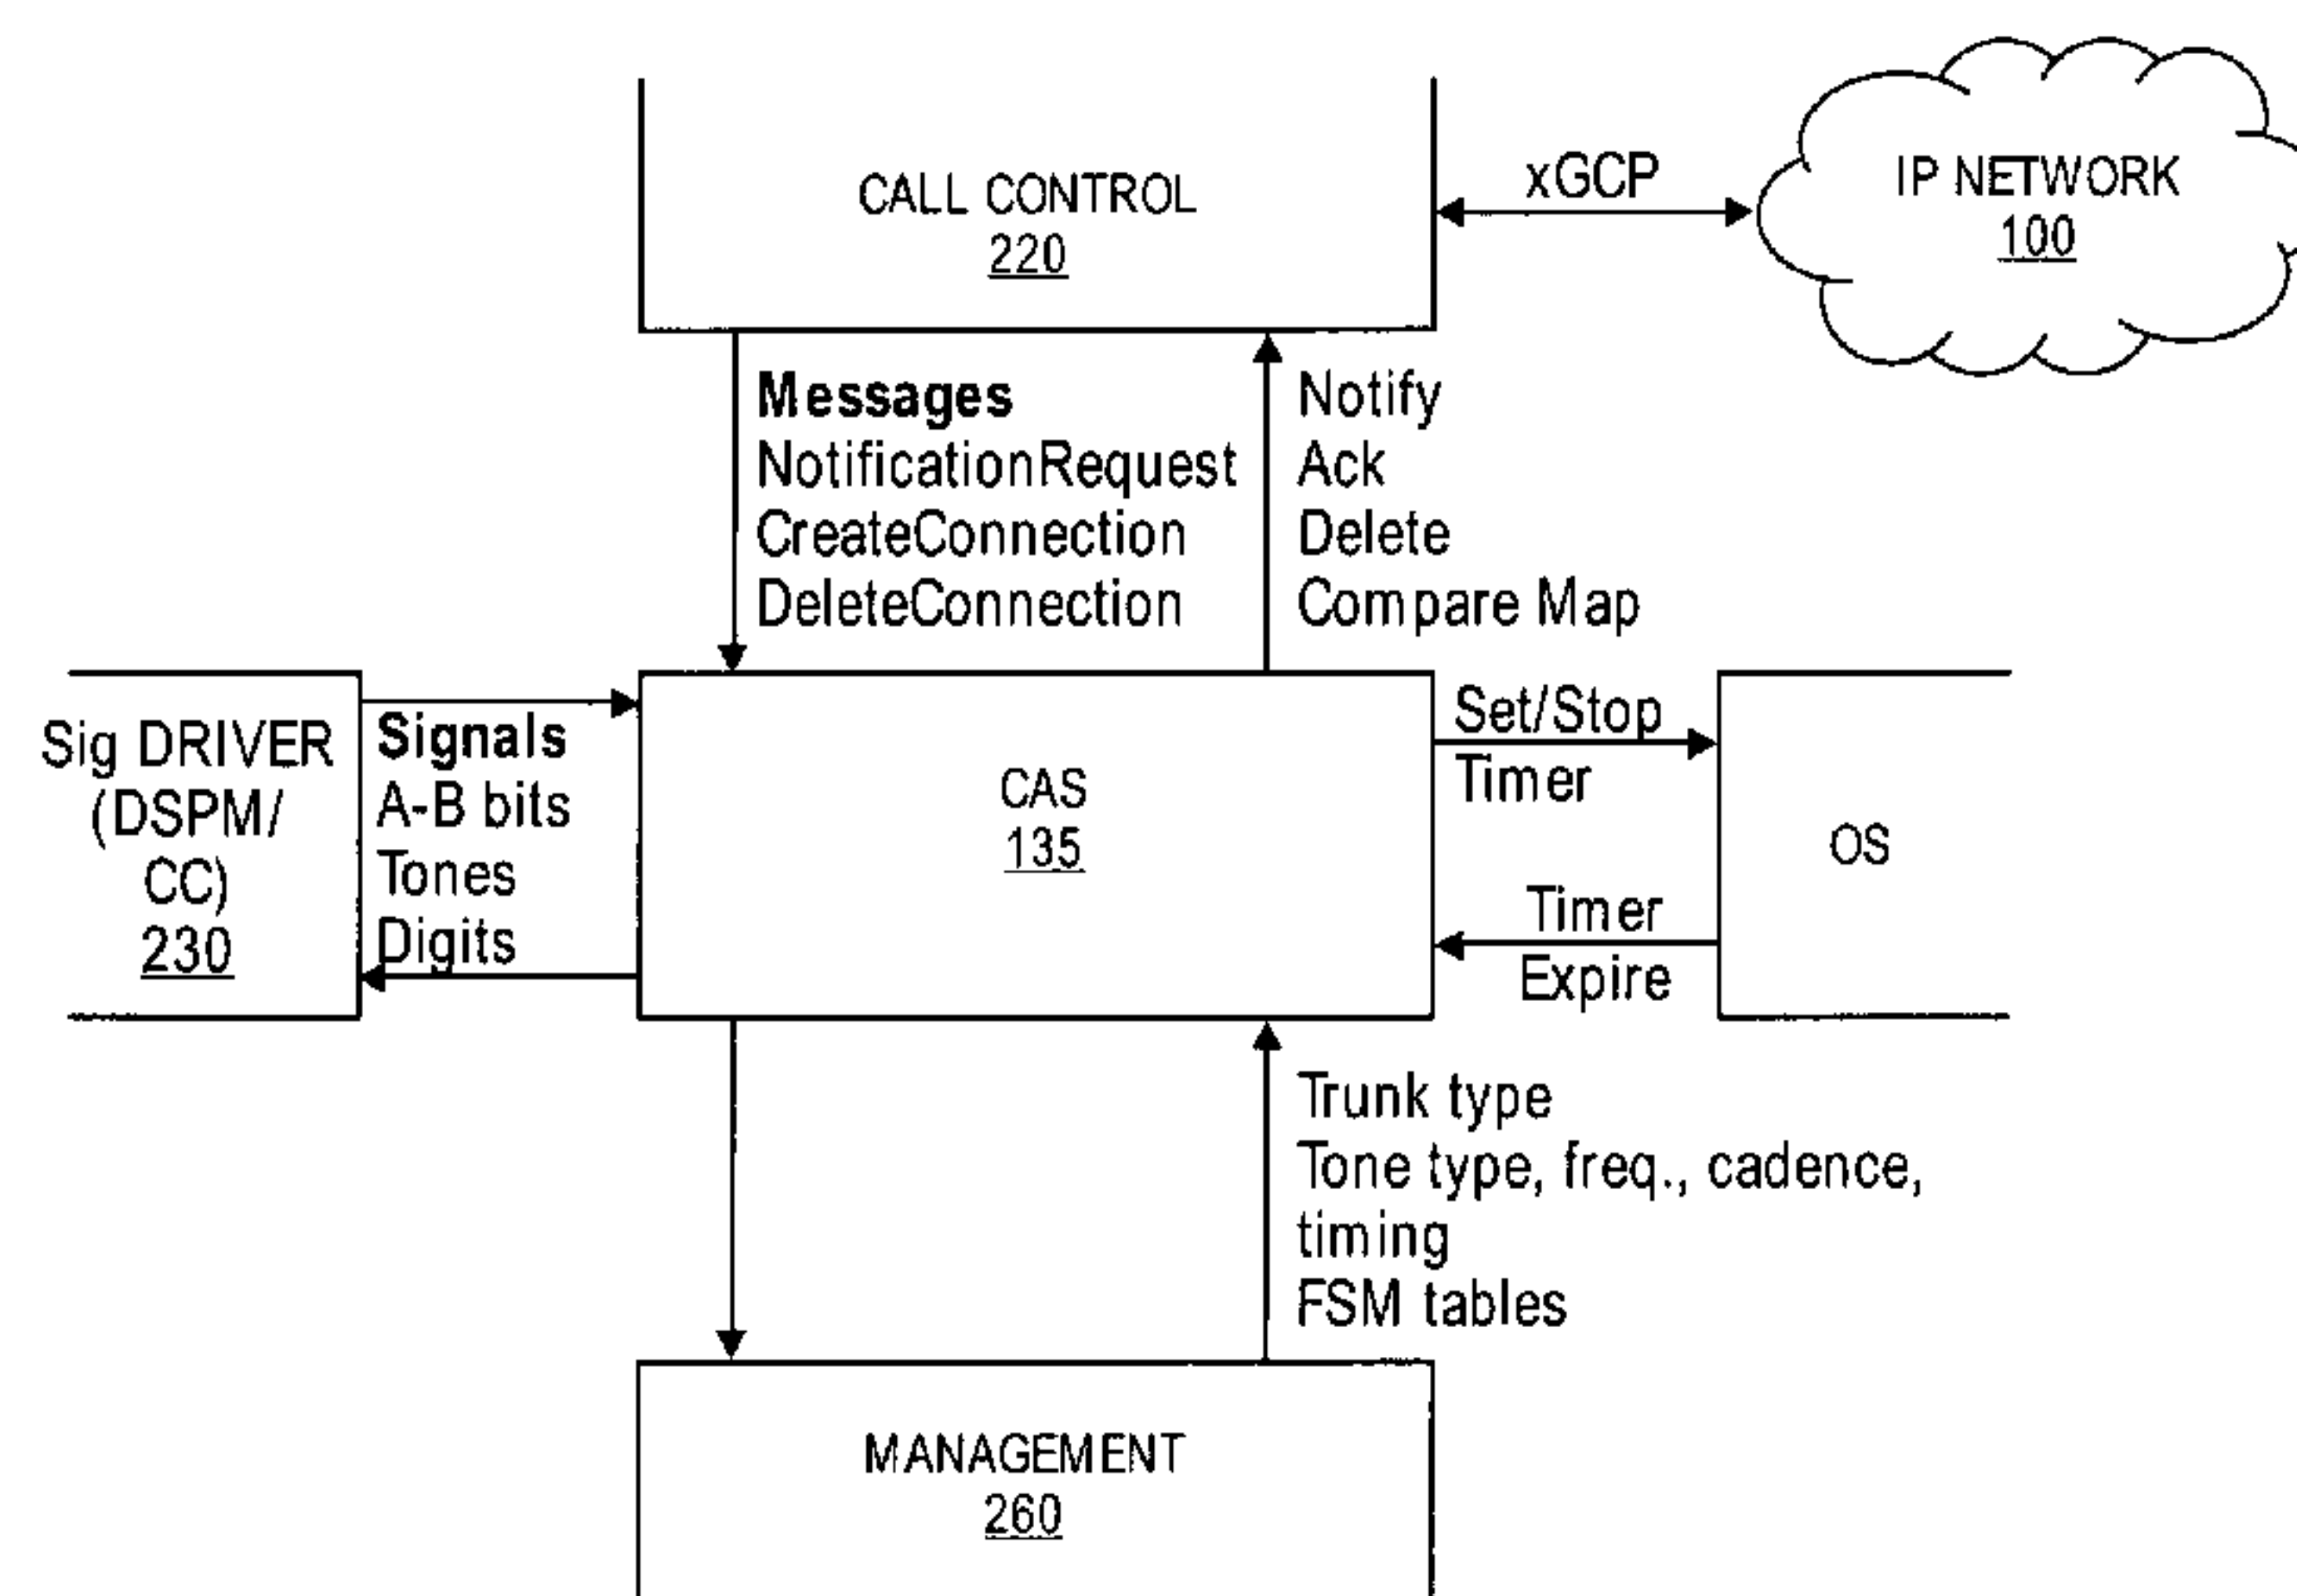 CALL CONTROL
220
xGCP
IP NETWORK
100
Messages
NotificationRequest
CreateConnection
DeleteConnection
Notify
Ack
Delete
Compare Map
Sig DRIVER
(DSPM/
CC)
230
Signals
A-B bits
Tones
Digits
CAS
135
Set/Stop
Timer
Timer
Expire
OS
Trunk type
Tone type, freq., cadence,
timing
FSM tables
MANAGEMENT
260